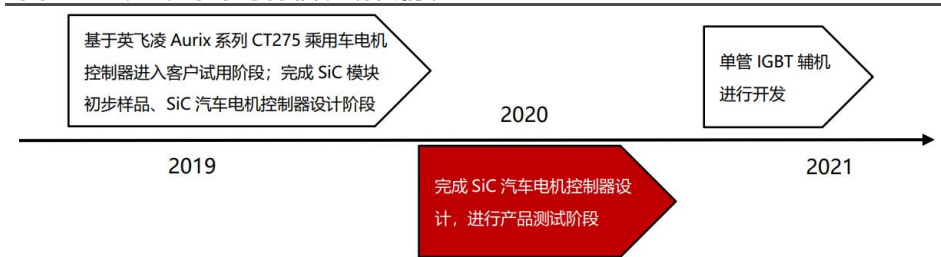 基于英飞凌 Aurix 系列 CT275 乘用车电机
控制器进入客户试用阶段；完成 SiC 模块
初步样品、SiC 汽车电机控制器设计阶段
2019
2020
完成 SiC 汽车电机控制器设
计，进行产品测试阶段
单管 IGBT 辅机
进行开发
2021